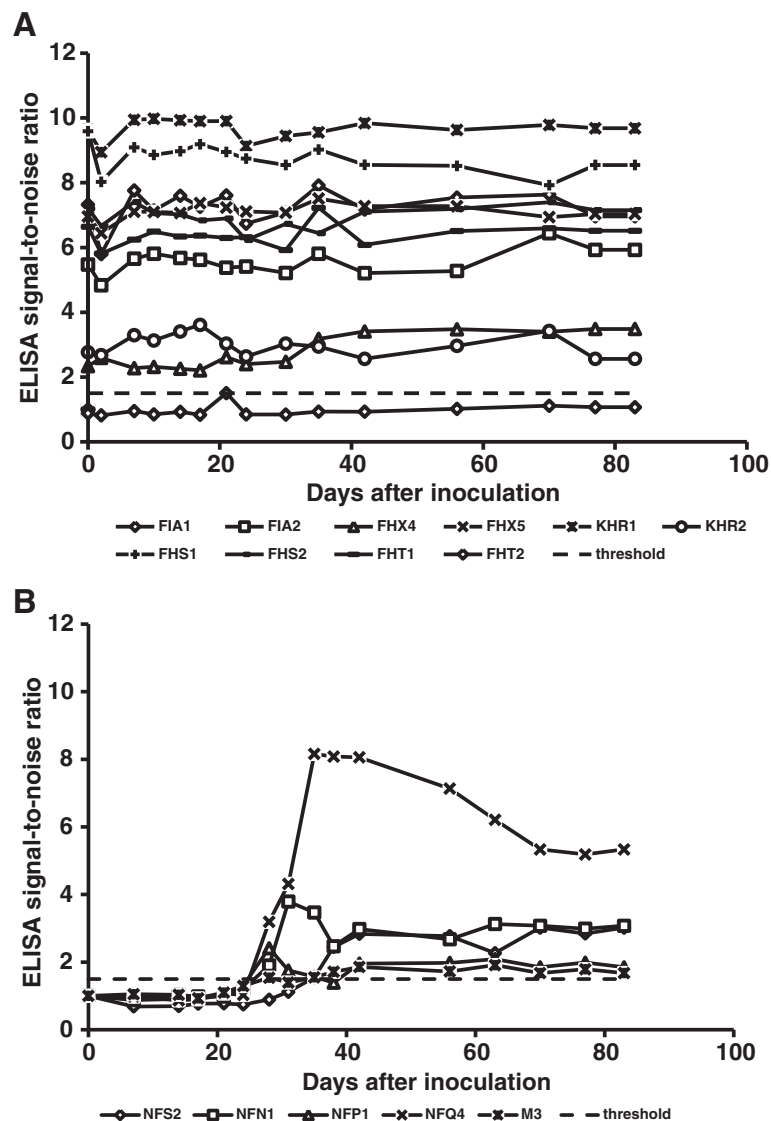 A
12
10
8
6
4
2
0
ELISA signal-to-noise ratio
0 20 40 60 80 100
Days after inoculation
FIA1 FIA2 FHX4 FHX5 KHR1 KHR2
FHS1 FHS2 FHT1 FHT2 threshold
B
12
10
8
6
4
2
0
ELISA signal-to-noise ratio
0 20 40 60 80 100
Days after inoculation
NFS2 NFN1 NFP1 NFQ4 M3 threshold